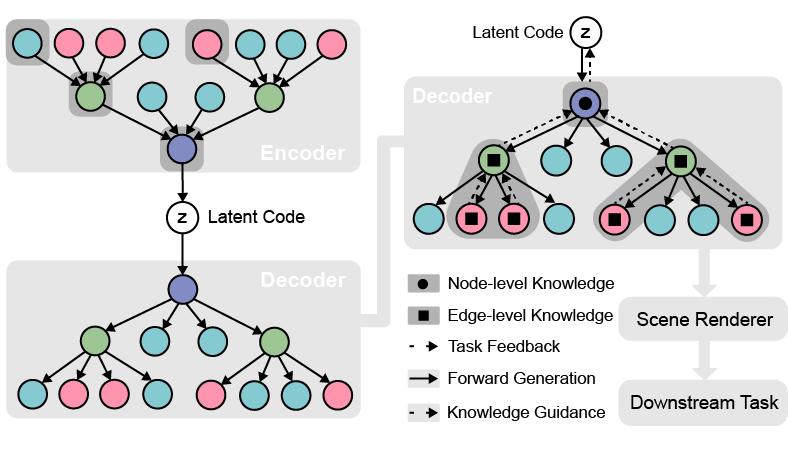 Encoder
z
Latent Code
Decoder
Latent Code
z
Decoder
Node-level Knowledge
Edge-level Knowledge
Task Feedback
Forward Generation
Knowledge Guidance
Scene Renderer
Downstream Task